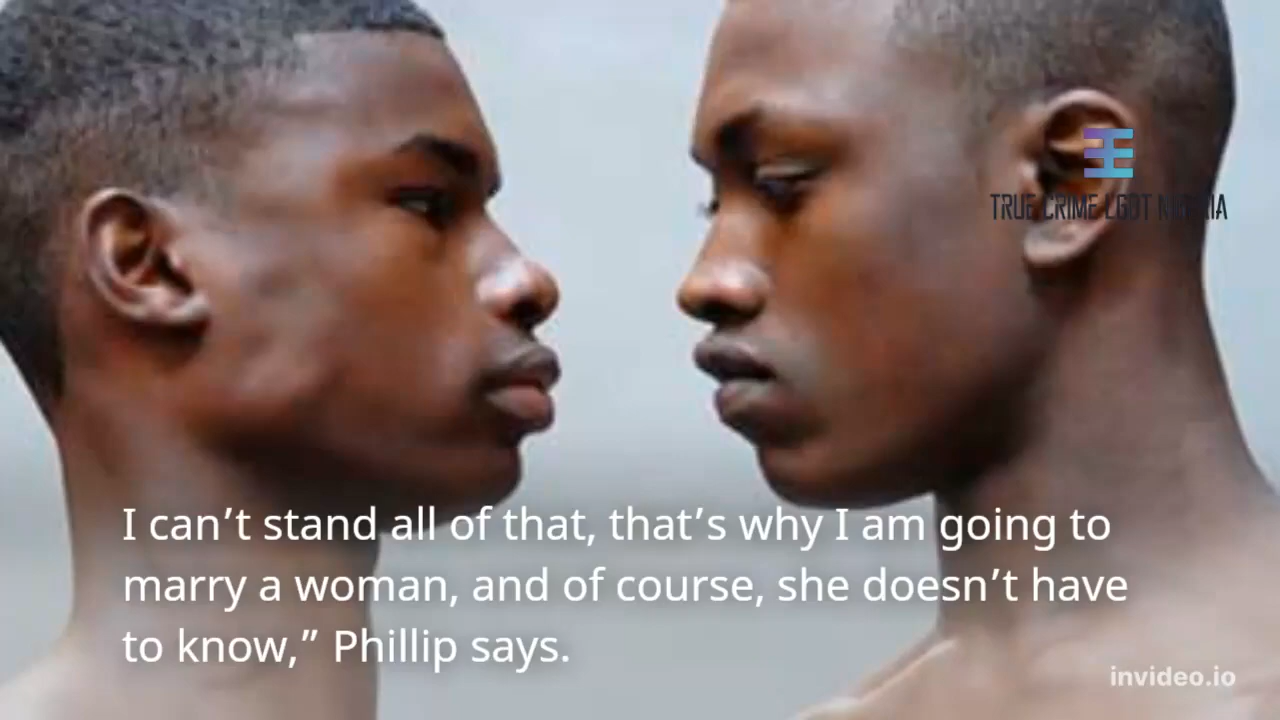 TRUE CRIME LGBT NIGERIA
I can’t stand all of that, that’s why I am going to
marry a woman, and of course, she doesn’t have
to know,” Phillip says.
invideo.io